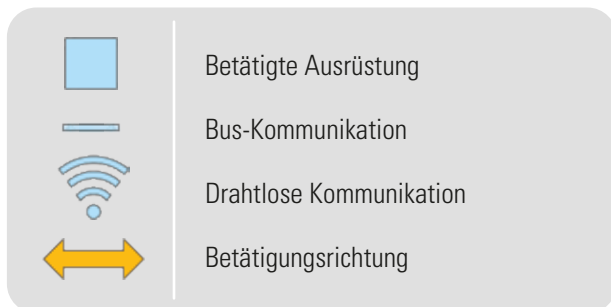 Betätigte Ausrüstung
Bus-Kommunikation
Drahtlose Kommunikation
Betätigungsrichtung